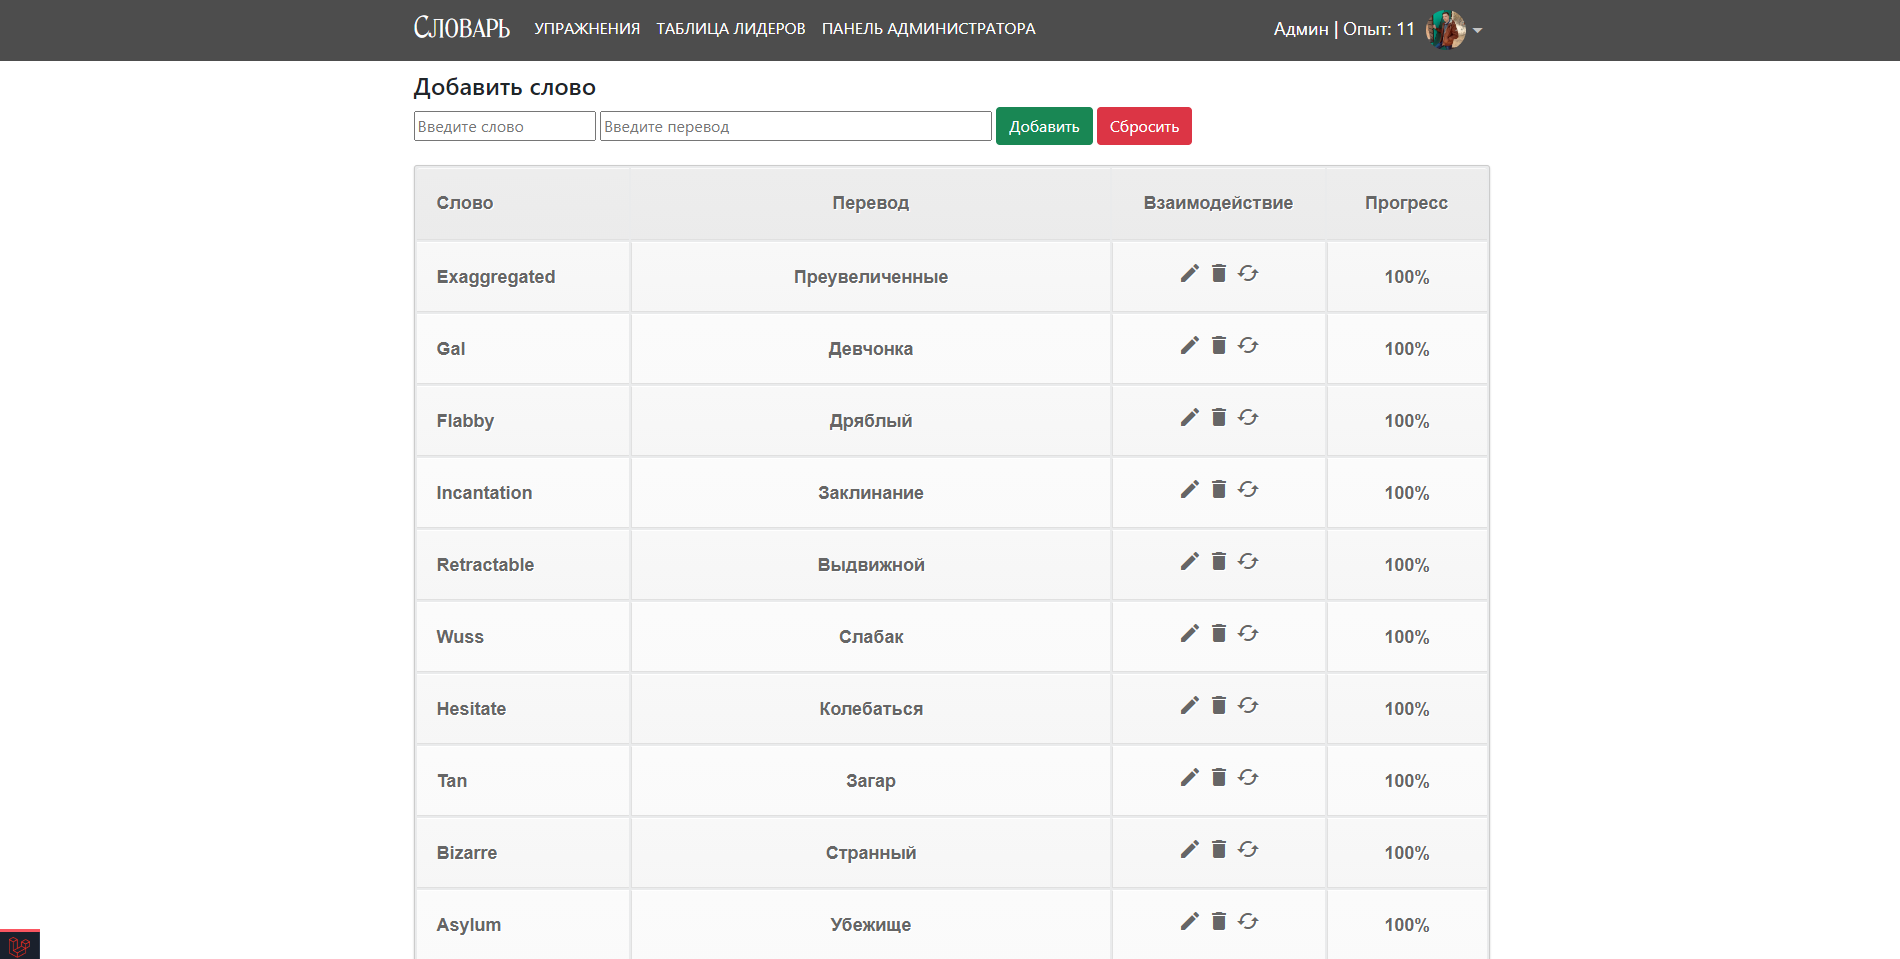 Словарь УПРАЖНЕНИЯ ТАБЛИЦА ЛИДЕРОВ ПАНЕЛЬ АДМИНИСТРАТОРА Админ | Опыт: 11
Добавить слово
Введите слово Введите перевод Добавить Сбросить
Слово Перевод Взаимодействие Прогресс
Exaggregated Преувеличенные 100%
Gal Девчонка 100%
Flabby Дряблый 100%
Incantation Заклинание 100%
Retractable Выдвижной 100%
Wuss Слабак 100%
Hesitate Колебаться 100%
Tan Загар 100%
Bizarre Странный 100%
Asylum Убежище 100%